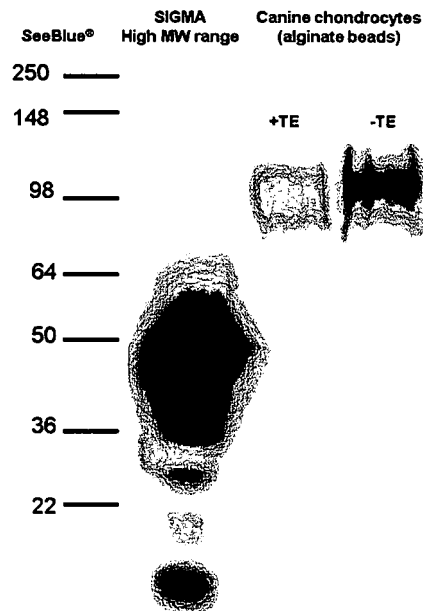 SeeBlue®
SIGMA
High MW range
Canine chondrocytes
(alginate beads)
+TE
-TE
250
148
98
64
50
36
22